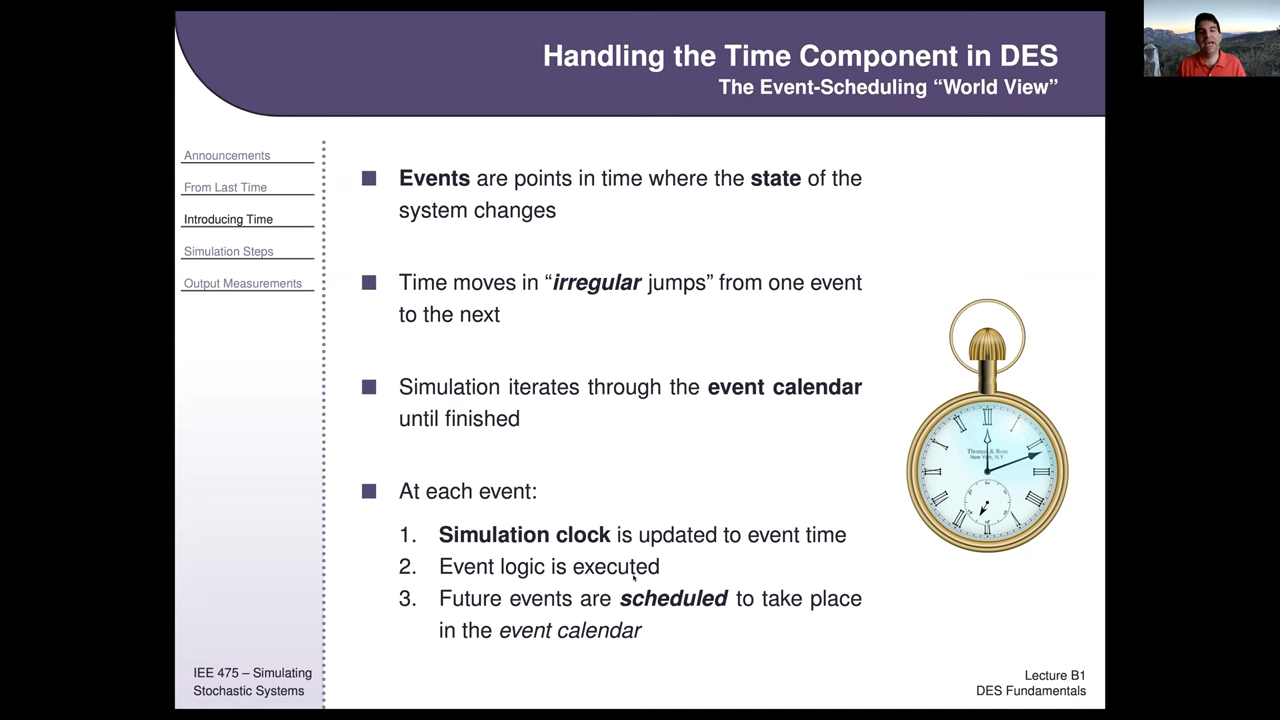 Handling the Time Component in DES
The Event-Scheduling “World View”
Announcements
From Last Time
Introducing Time
Simulation Steps
Output Measurements
■ Events are points in time where the state of the
system changes
■ Time moves in “irregular jumps” from one event
to the next
■ Simulation iterates through the event calendar
until finished
■ At each event:
1. Simulation clock is updated to event time
2. Event logic is executed
3. Future events are scheduled to take place
in the event calendar
Thomas & Ross
New York, N.Y.
IEE 475 – Simulating
Stochastic Systems
Lecture B1
DES Fundamentals